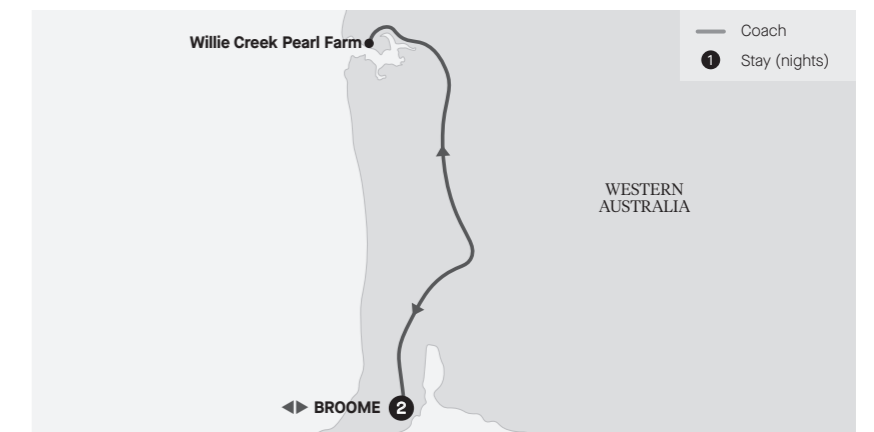 Willie Creek Pearl Farm
Coach
1 Stay (nights)
WESTERN
AUSTRALIA
BROOME 2